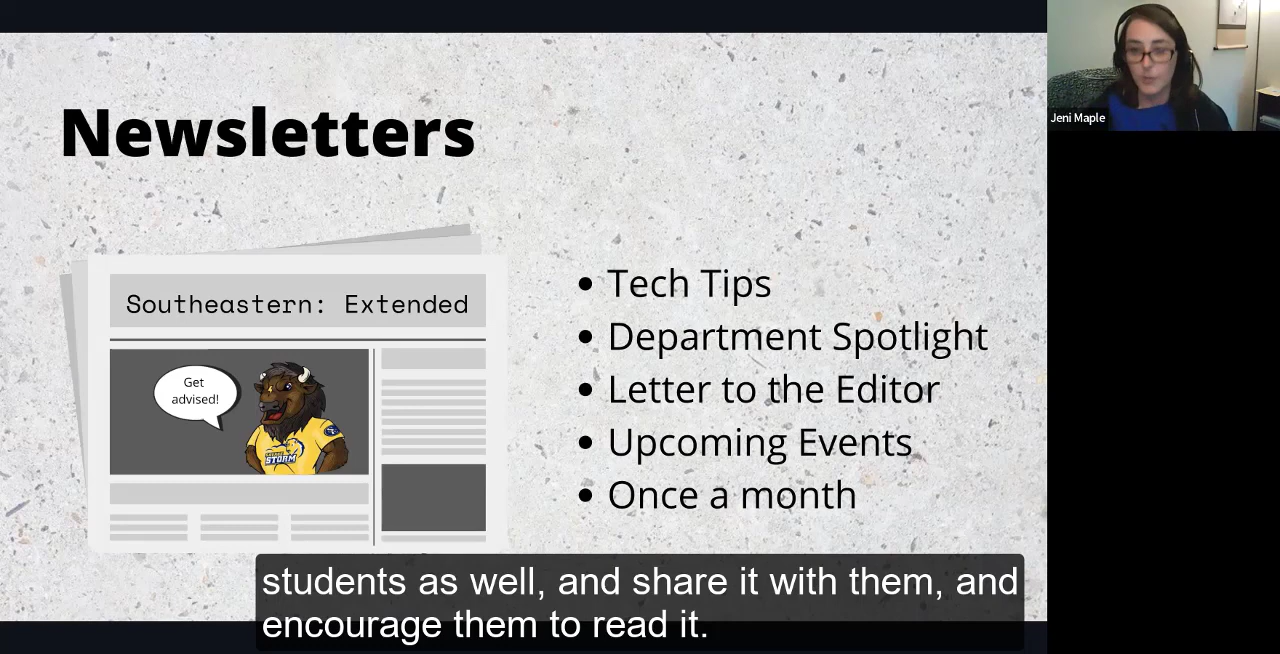 Newsletters
Southeastern: Extended
Get
advised!
STORM
Tech Tips
Department Spotlight
Letter to the Editor
Upcoming Events
Once a month
students as well, and share it with them, and
encourage them to read it.
Jeni Maple